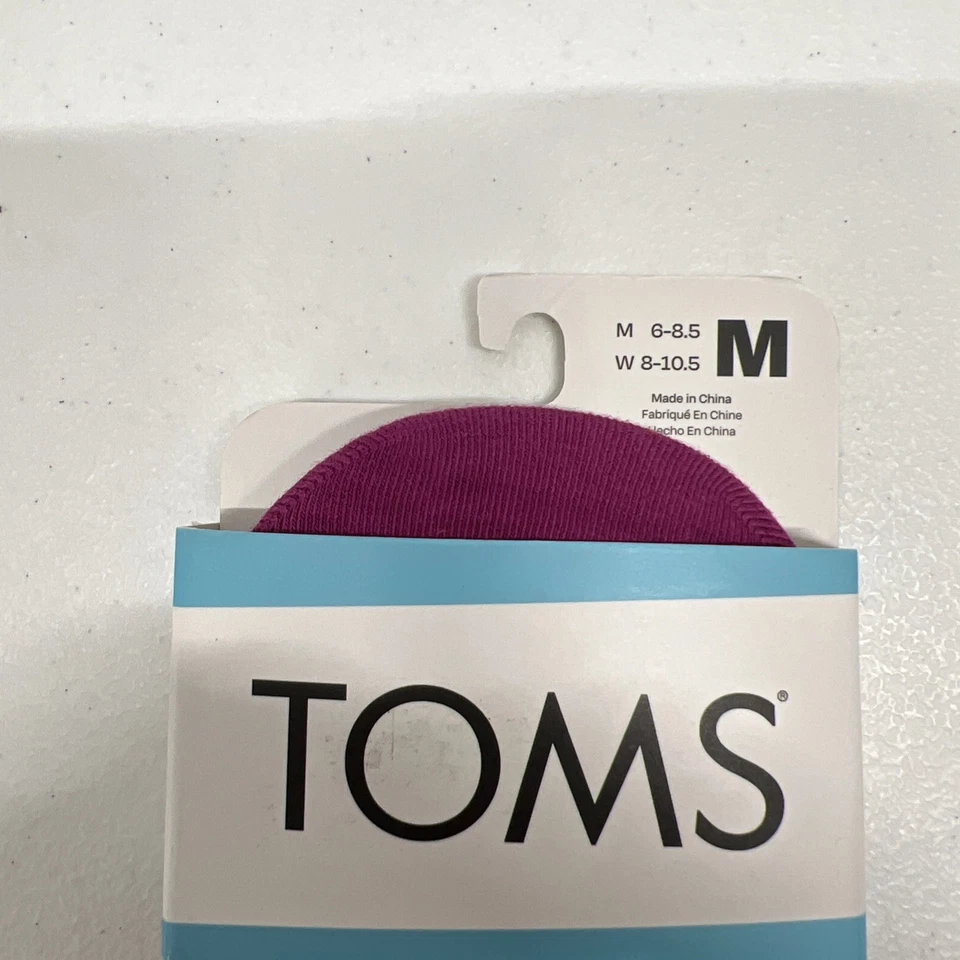 M 6-8.5
W 8-10.5
M
Made in China
Fabriqué En Chine
Hecho En China
TOMS®